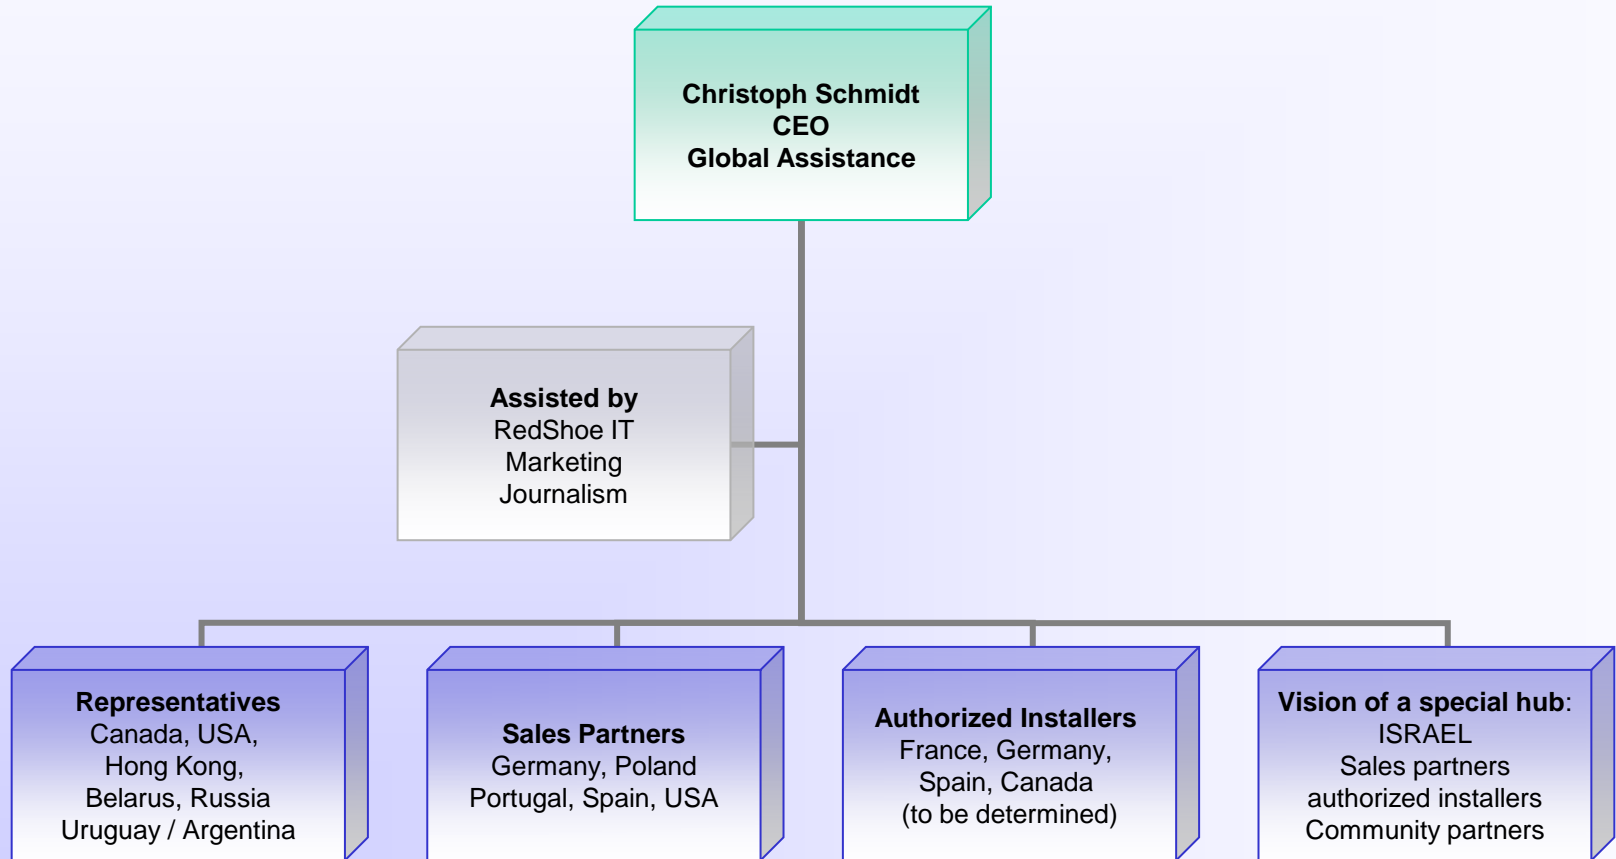 Christoph Schmidt
CEO
Global Assistance
Assisted by
RedShoe IT
Marketing
Journalism
Representatives
Canada, USA,
Hong Kong,
Belarus, Russia
Uruguay / Argentina
Sales Partners
Germany, Poland
Portugal, Spain, USA
Authorized Installers
France, Germany,
Spain, Canada
(to be determined)
Vision of a special hub:
ISRAEL
Sales partners
authorized installers
Community partners